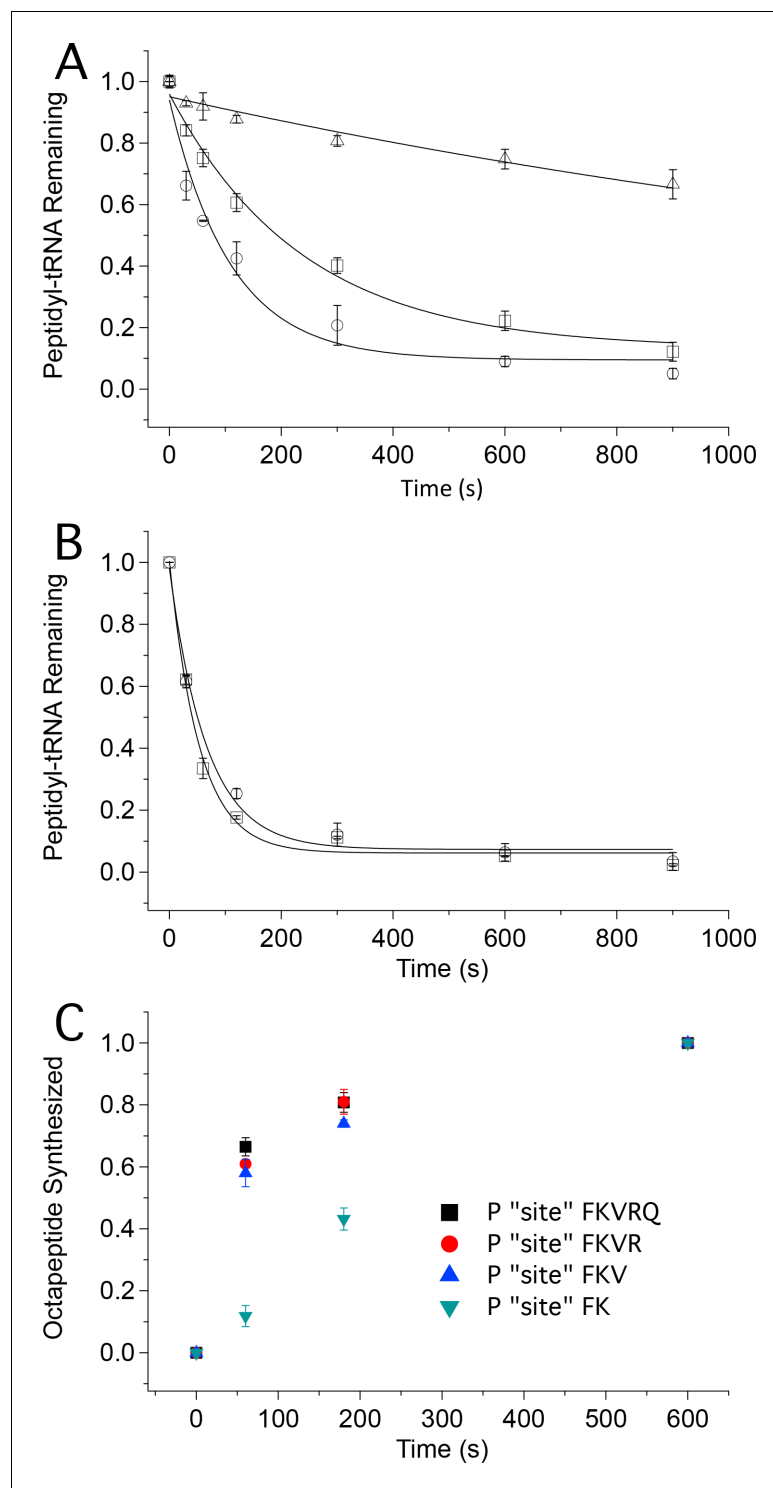 A
Peptidyl-tRNA Remaining
1.0
0.8
0.6
0.4
0.2
0.0
0 200 400 600 800 1000
Time (s)
B
Peptidyl-tRNA Remaining
1.0
0.8
0.6
0.4
0.2
0.0
0 200 400 600 800 1000
Time (s)
C
Octapeptide Synthesized
1.0
0.8
0.6
0.4
0.2
0.0
P "site" FKVRQ
P "site" FKVR
P "site" FKV
P "site" FK
0 100 200 300 400 500 600
Time (s)